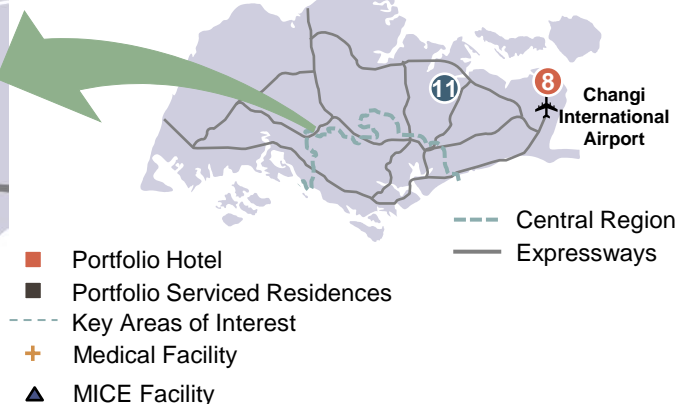 8
11
Changi
International
Airport
Central Region
Expressways
Portfolio Hotel
Portfolio Serviced Residences
Key Areas of Interest
Medical Facility
MICE Facility